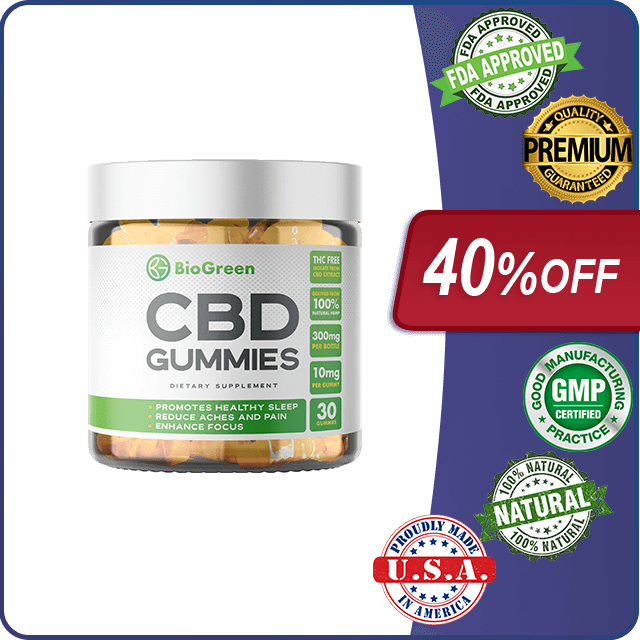 FDA APPROVED
FDA APPROVED
FDA APPROVED
QUALITY
PREMIUM
GUARANTEED
40%OFF
BioGreen
CBD
GUMMIES
DIETARY SUPPLEMENT
• PROMOTES HEALTHY SLEEP
• REDUCE ACHES AND PAIN
• ENHANCE FOCUS
THC FREE
CBD EXTRACT
100%
NATURAL HEMP
300mg
PER BOTTLE
10mg
PER GUMMY
30
GUMMIES
GOOD MANUFACTURING
GMP
CERTIFIED
PRACTICE
100% NATURAL
NATURAL
100% NATURAL
PROUDLY MADE
U.S.A.
IN AMERICA